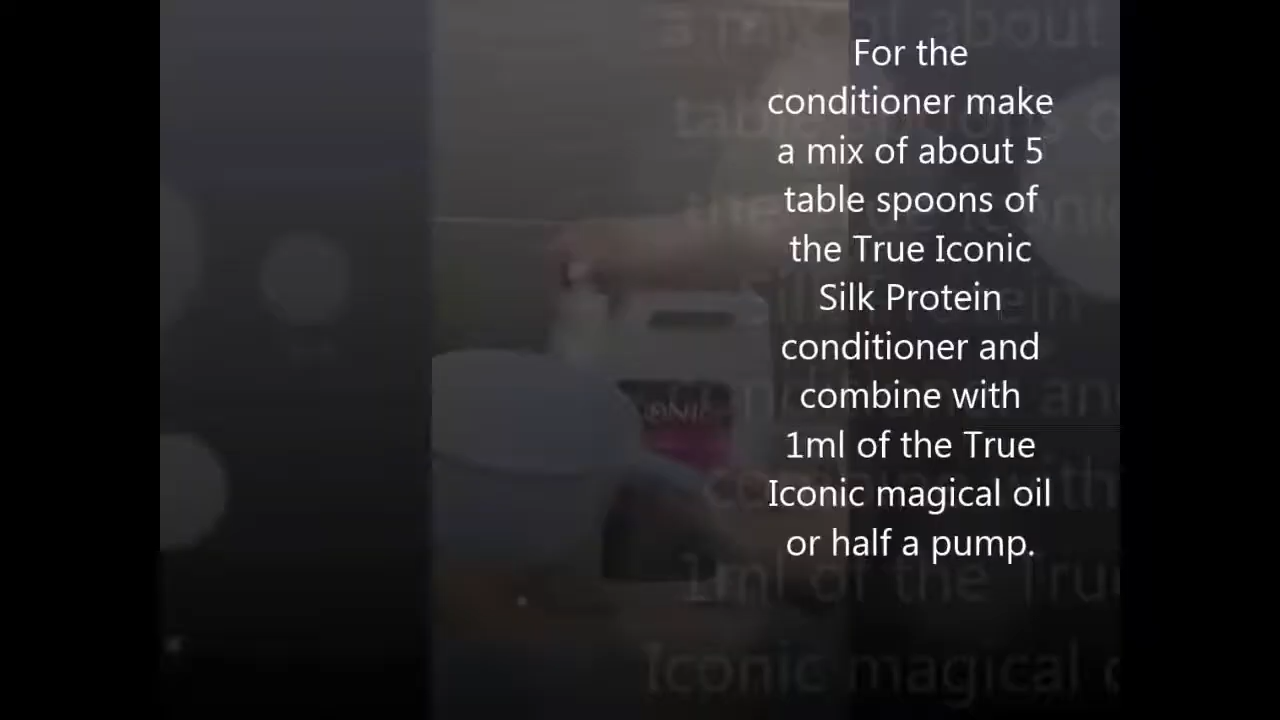 For the
conditioner make
a mix of about 5
table spoons of
the True Iconic
Silk Protein
conditioner and
combine with
1ml of the True
Iconic magical oil
or half a pump.